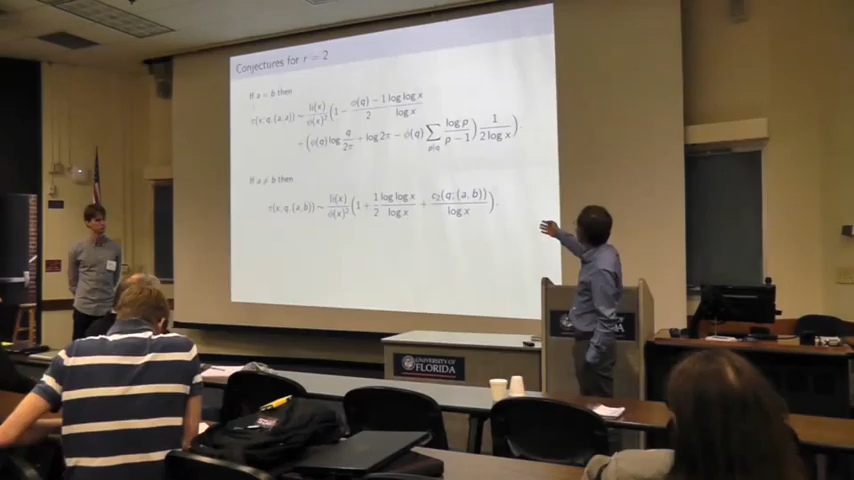 Conjectures for r = 2
If a = b then
π(x; q, (a, a)) ∼ li(x)/φ(x)² (1 − φ(q) − 1/2 log log x/log x
+ (φ(q) log q/2π + log 2π − φ(q) ∑p|q log p/p − 1) 1/2 log x).
If a ≠ b then
π(x; q, (a, b)) ∼ li(x)/φ(x)² (1 + 1/2 log log x/log x + c₂(q; (a, b))/log x).
UNIVERSITY of
FLORIDA